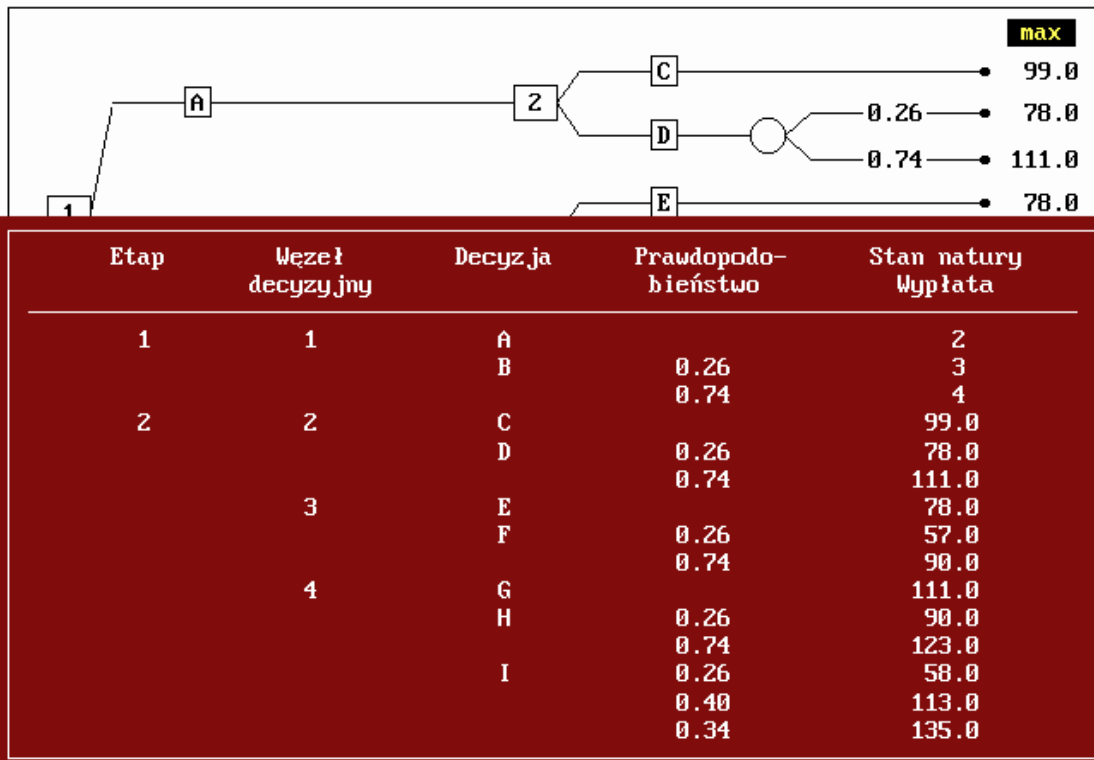 max
C 99.0
A 2 0.26 78.0
D
0.74 111.0
1 E 78.0
Etap Węzeł Decyzja Prawdopodo- Stan natury
decyzyjny bieństwo Wypłata
1 1 A 2
B 0.26 3
0.74 4
2 2 C 99.0
D 0.26 78.0
0.74 111.0
3 E 78.0
F 0.26 57.0
0.74 90.0
4 G 111.0
H 0.26 90.0
0.74 123.0
I 0.26 58.0
0.40 113.0
0.34 135.0